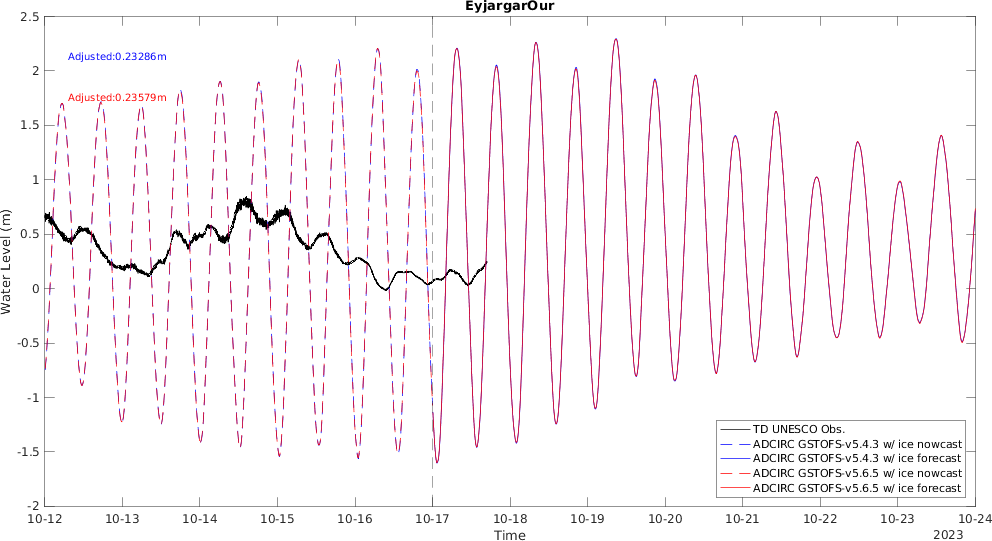 EyjargarOur
2.5
2
1.5
1
0.5
0
-0.5
-1
-1.5
-2
Water Level (m)
Adjusted:0.23286m
Adjusted:0.23579m
TD UNESCO Obs.
ADCIRC GSTOFS-v5.4.3 w/ ice nowcast
ADCIRC GSTOFS-v5.4.3 w/ ice forecast
ADCIRC GSTOFS-v5.6.5 w/ ice nowcast
ADCIRC GSTOFS-v5.6.5 w/ ice forecast
10-12 10-13 10-14 10-15 10-16 10-17 10-18 10-19 10-20 10-21 10-22 10-23 10-24
Time
2023